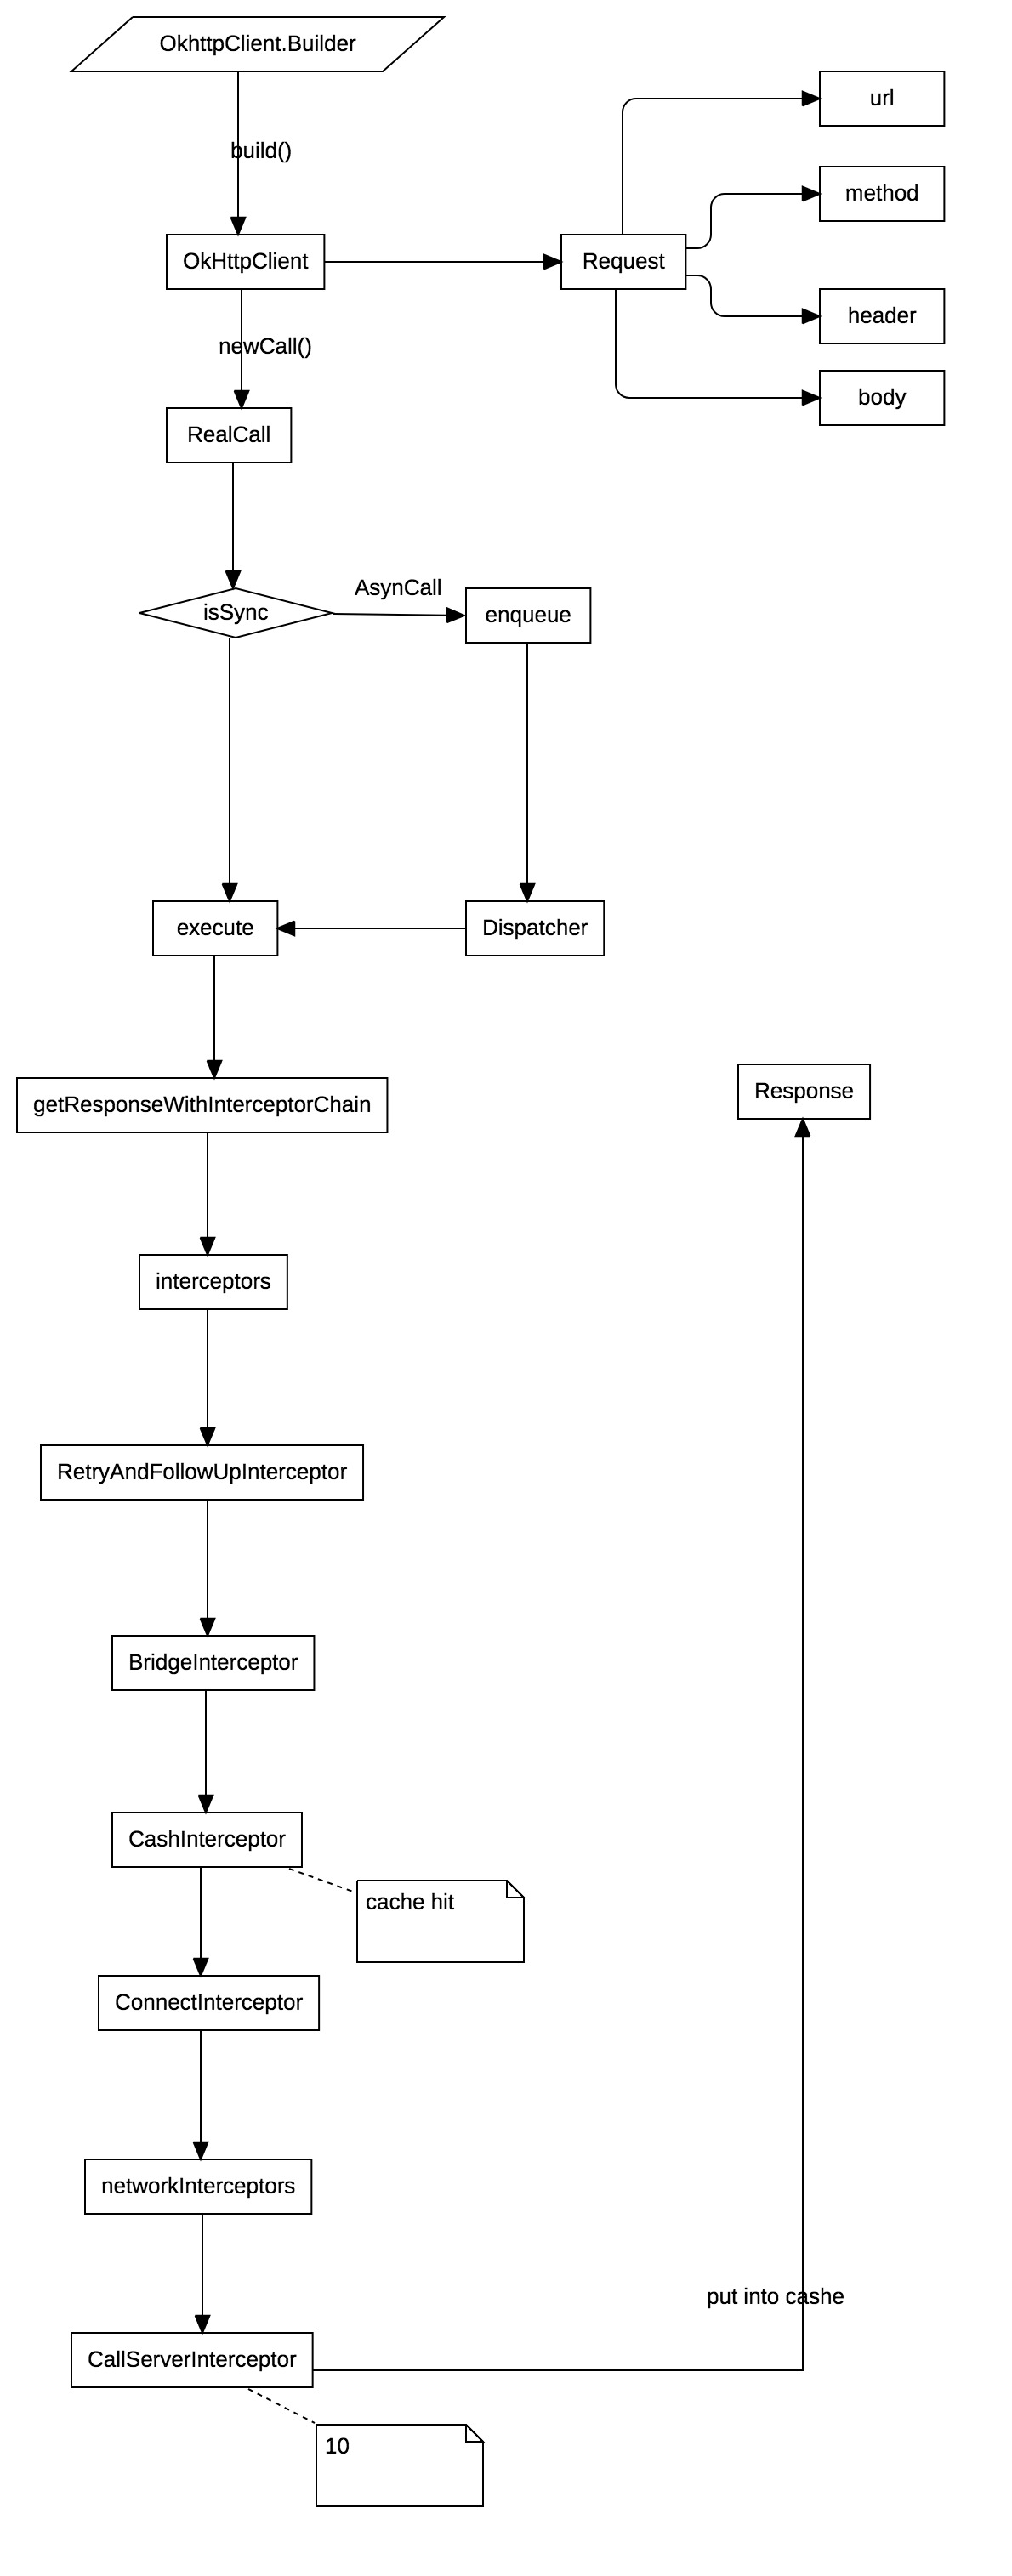 OkhttpClient.Builder
url
build()
method
OkHttpClient
Request
header
newCall()
body
RealCall
AsynCall
isSync
enqueue
execute
Dispatcher
Response
getResponseWithInterceptorChain
interceptors
RetryAndFollowUpInterceptor
BridgeInterceptor
CashInterceptor
cache hit
ConnectInterceptor
networkInterceptors
put into cashe
CallServerInterceptor
10